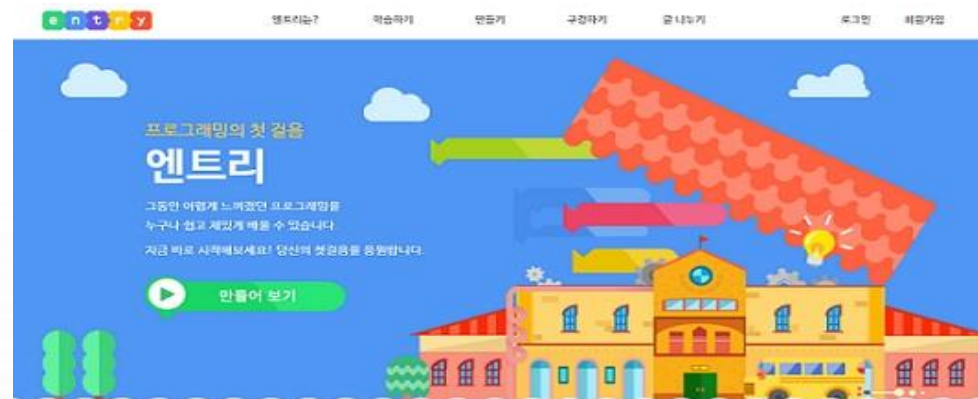 entry
엔트리는? 학습하기 만들기 구경하기 글 나누기 로그인 회원가입
프로그래밍의 첫 걸음
엔트리
그동안 어렵게 느껴졌던 프로그래밍을
누구나 쉽고 재밌게 배울 수 있습니다.
지금 바로 시작해보세요! 당신의 첫걸음을 응원합니다.
만들어 보기